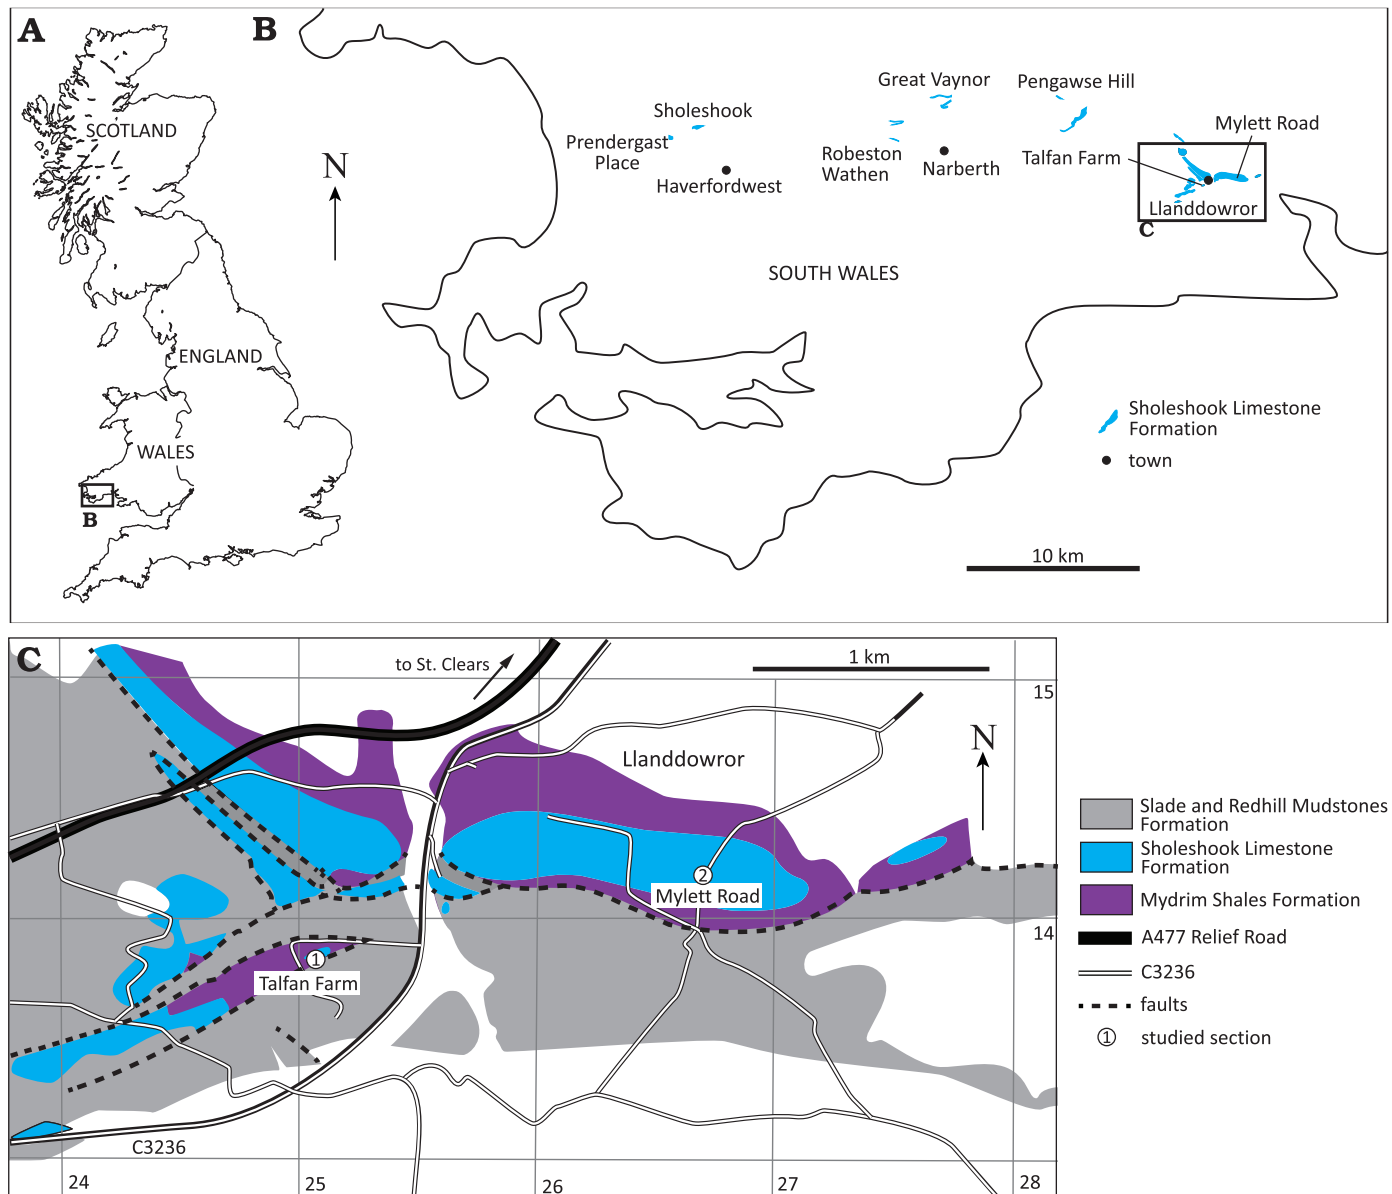 A
SCOTLAND
ENGLAND
WALES
B
B
N
Sholeshook
Prendergast
Place
Haverfordwest
Great Vaynor
Robeston
Wathen
Narberth
Pengawse Hill
Mylett Road
Talfan Farm
Llanddowror
C
SOUTH WALES
Sholeshook Limestone
Formation
town
10 km
C
to St. Clears
1 km
15
N
Llanddowror
2
Mylett Road
14
1
Talfan Farm
C3236
24
25
26
27
28
Slade and Redhill Mudstones
Formation
Sholeshook Limestone
Formation
Mydrim Shales Formation
A477 Relief Road
C3236
faults
1 studied section